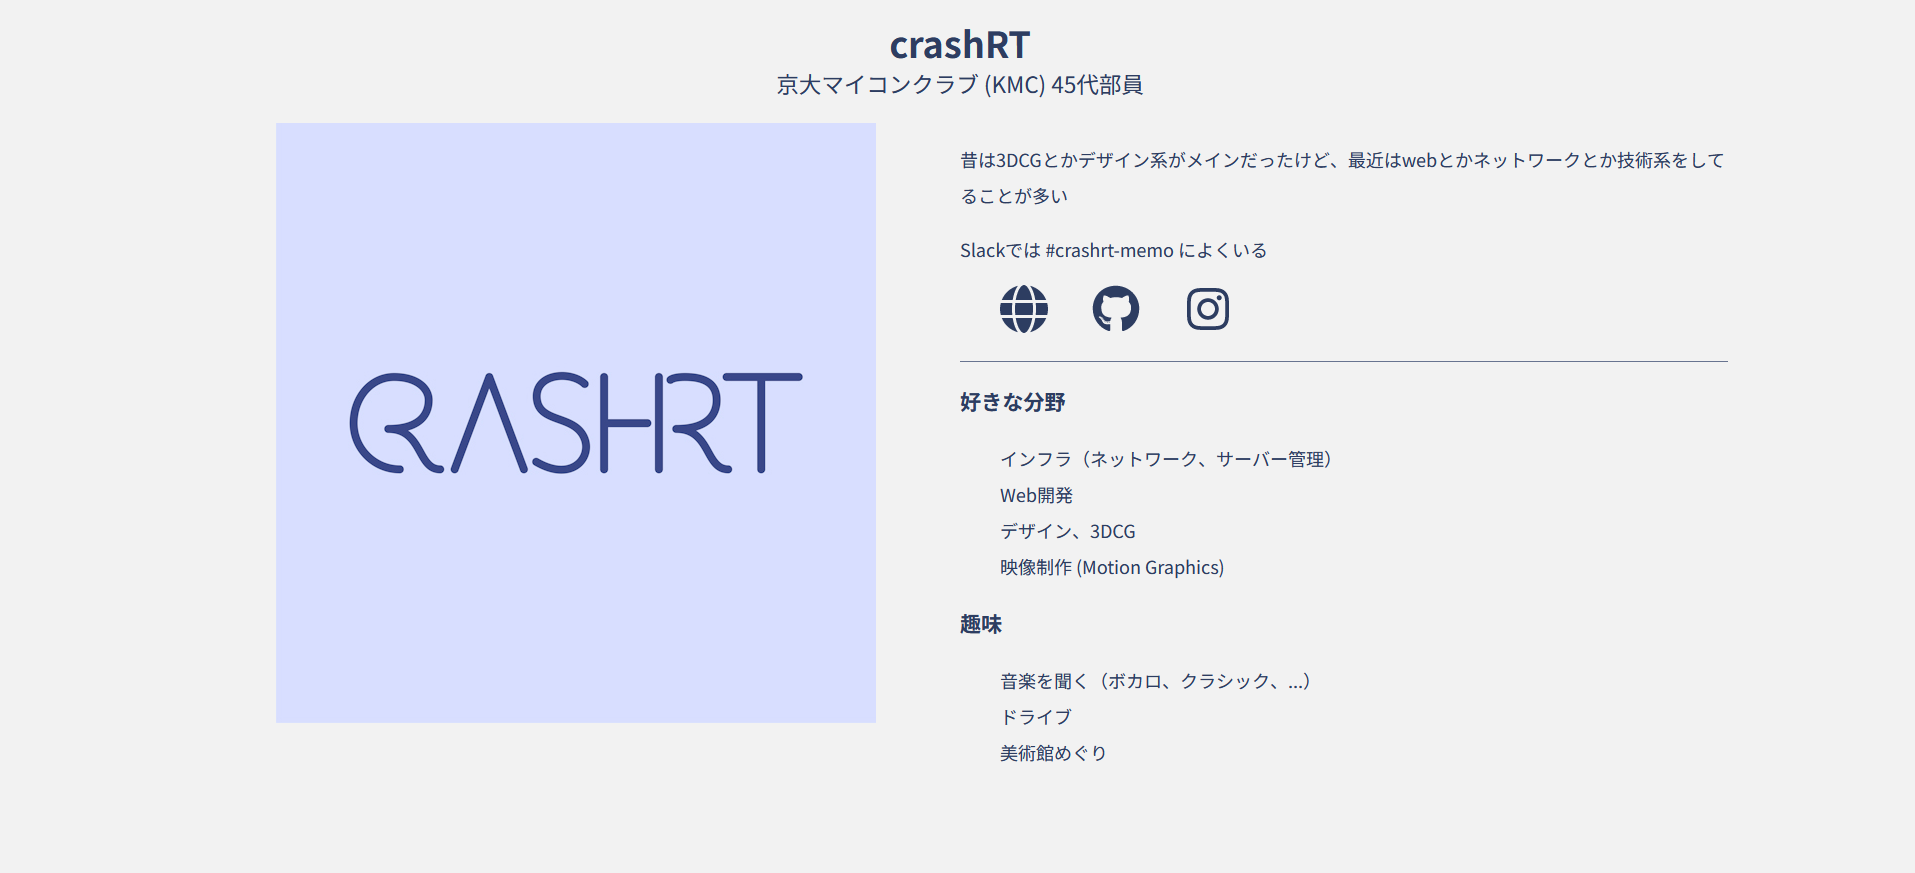 crashRT
京大マイコンクラブ (KMC) 45代部員
CRASHRT
昔は3DCGとかデザイン系がメインだったけど、最近はwebとかネットワークとか技術系をして
ることが多い
Slackでは #crashrt-memo によくいる
好きな分野
インフラ（ネットワーク、サーバー管理）
Web開発
デザイン、3DCG
映像制作 (Motion Graphics)
趣味
音楽を聞く（ボカロ、クラシック、...）
ドライブ
美術館めぐり